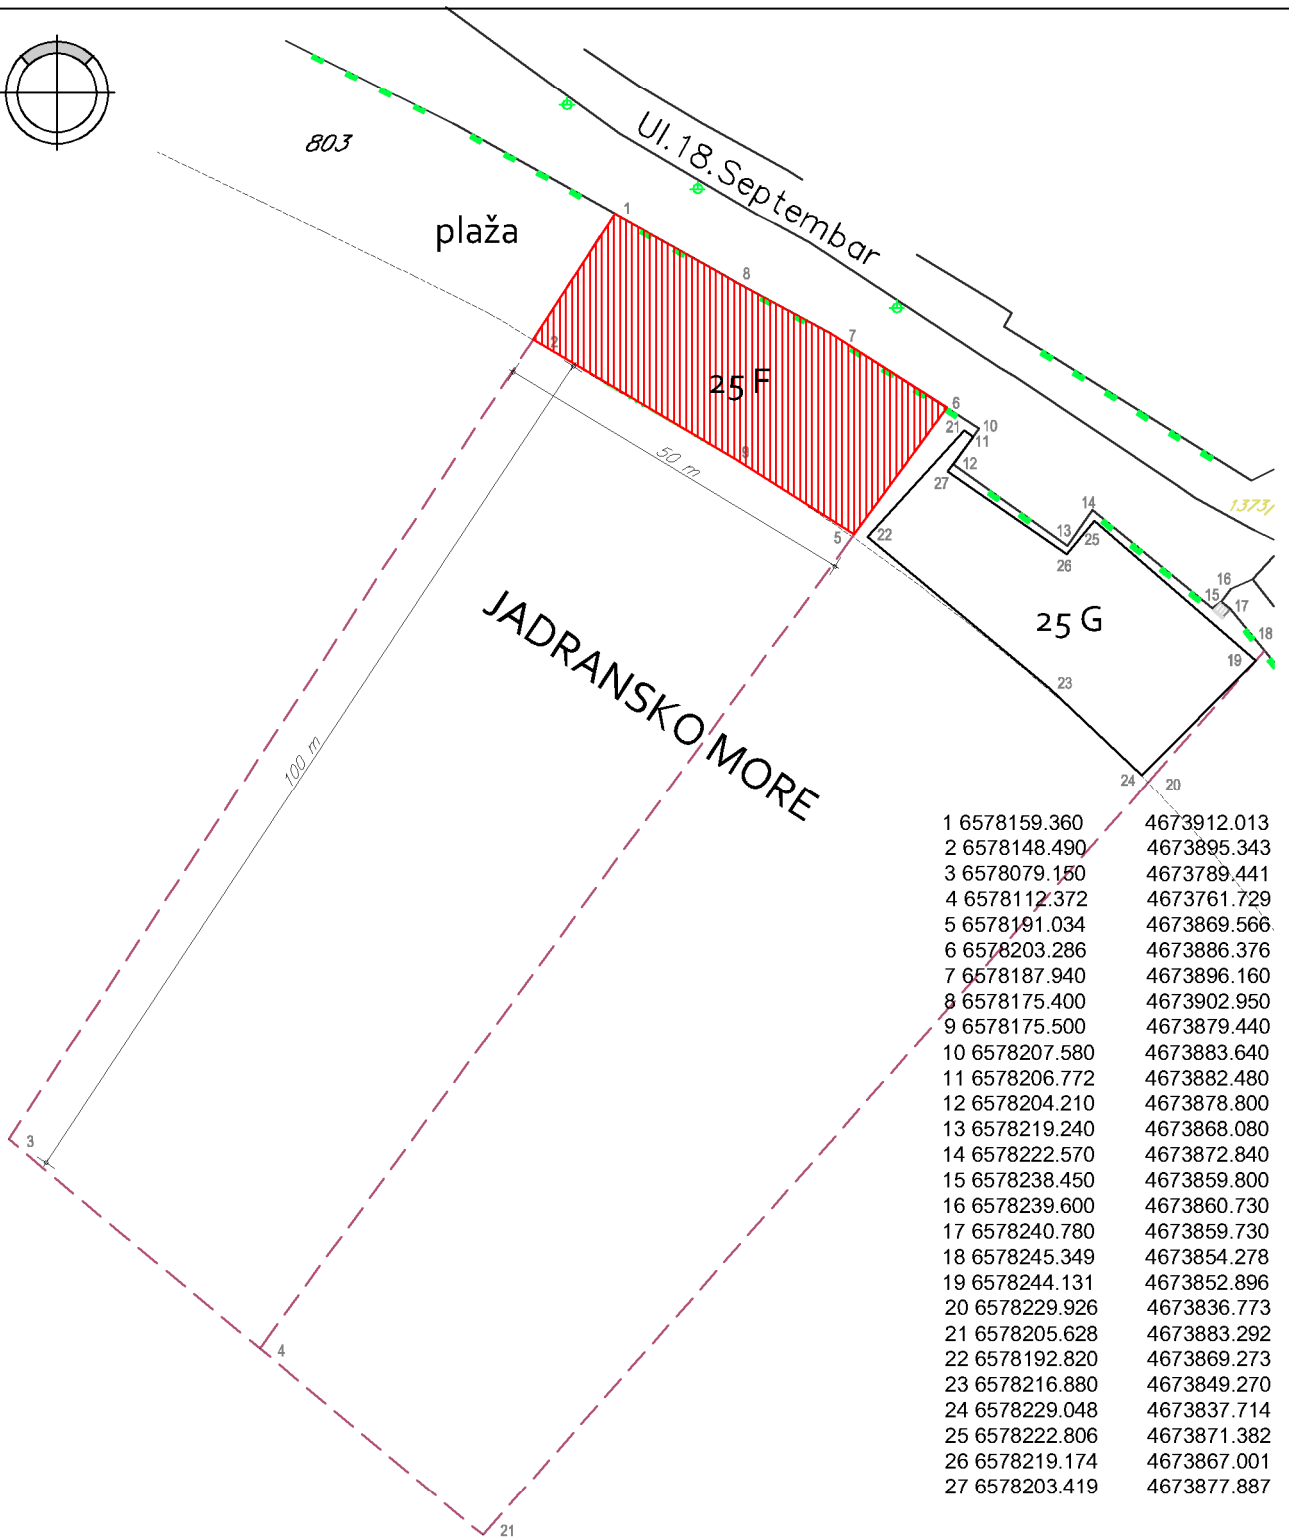 Ul.18.Septembar
803
plaža
1
8
2
7
25 F
6
21
10
11
9
50 m
12
27
14
1373/
5
22
13
25
26
16
15
17
25 G
18
19
JADRANSKO MORE
23
100 m
24
20
1 6578159.360 4673912.013
2 6578148.490 4673895.343
3 6578079.150 4673789.441
4 6578112.372 4673761.729
5 6578191.034 4673869.566
6 6578203.286 4673886.376
7 6578187.940 4673896.160
8 6578175.400 4673902.950
9 6578175.500 4673879.440
10 6578207.580 4673883.640
11 6578206.772 4673882.480
12 6578204.210 4673878.800
13 6578219.240 4673868.080
14 6578222.570 4673872.840
15 6578238.450 4673859.800
16 6578239.600 4673860.730
17 6578240.780 4673859.730
18 6578245.349 4673854.278
19 6578244.131 4673852.896
20 6578229.926 4673836.773
21 6578205.628 4673883.292
22 6578192.820 4673869.273
23 6578216.880 4673849.270
24 6578229.048 4673837.714
25 6578222.806 4673871.382
26 6578219.174 4673867.001
27 6578203.419 4673877.887
3
4
21